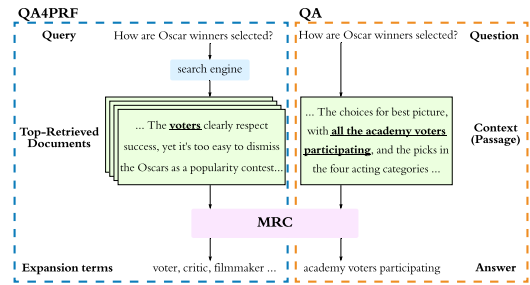 QA4PRF
QA
Query
How are Oscar winners selected?
How are Oscar winners selected?
Question
search engine
Top-Retrieved
Documents
... The voters clearly respect
success, yet it's too easy to dismiss
the Oscars as a popularity contest...
... The choices for best picture,
with all the academy voters
participating, and the picks in
the four acting categories ...
Context
(Passage)
MRC
Expansion terms
voter, critic, filmmaker ...
academy voters participating
Answer